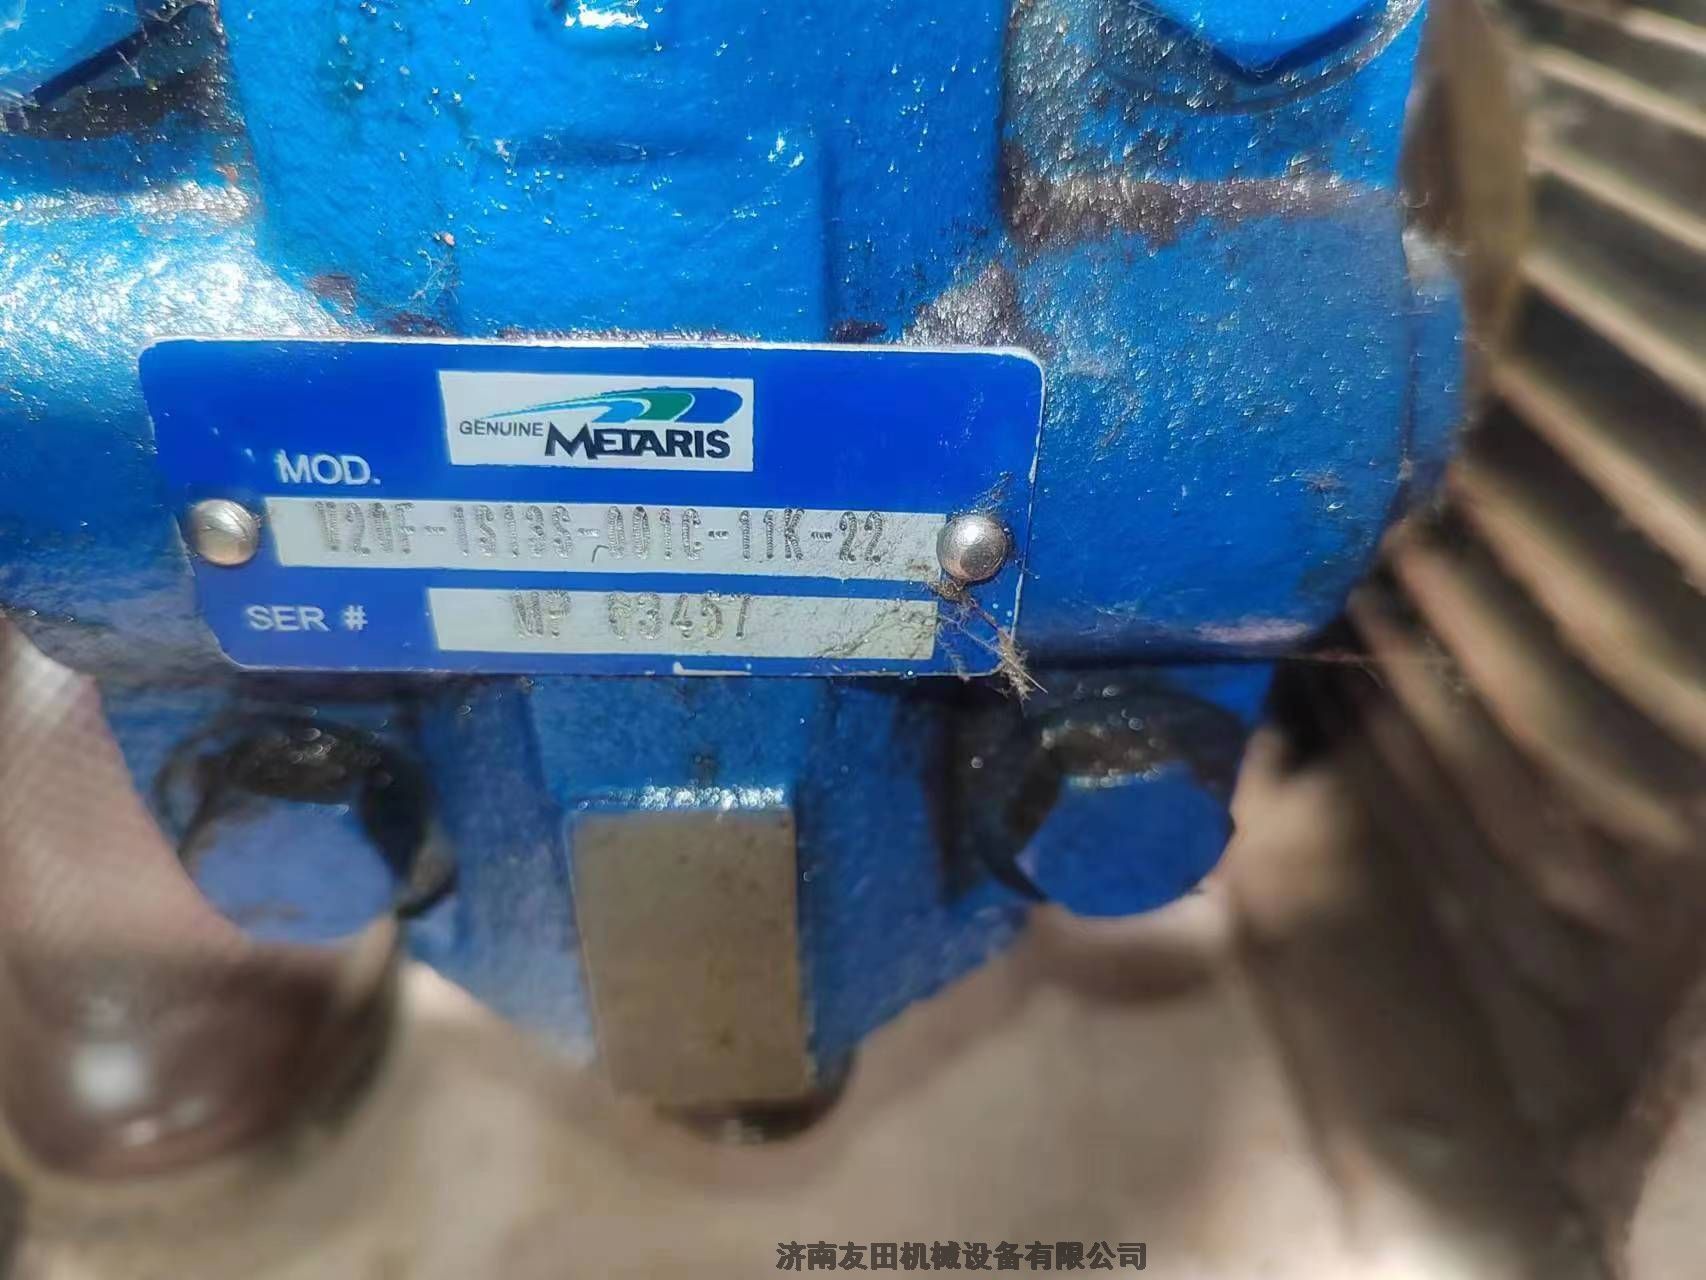 GENUINE METARIS
MOD.
V20F-1S13S-001C-11K-22
SER #
MP 63457
济南友田机械设备有限公司